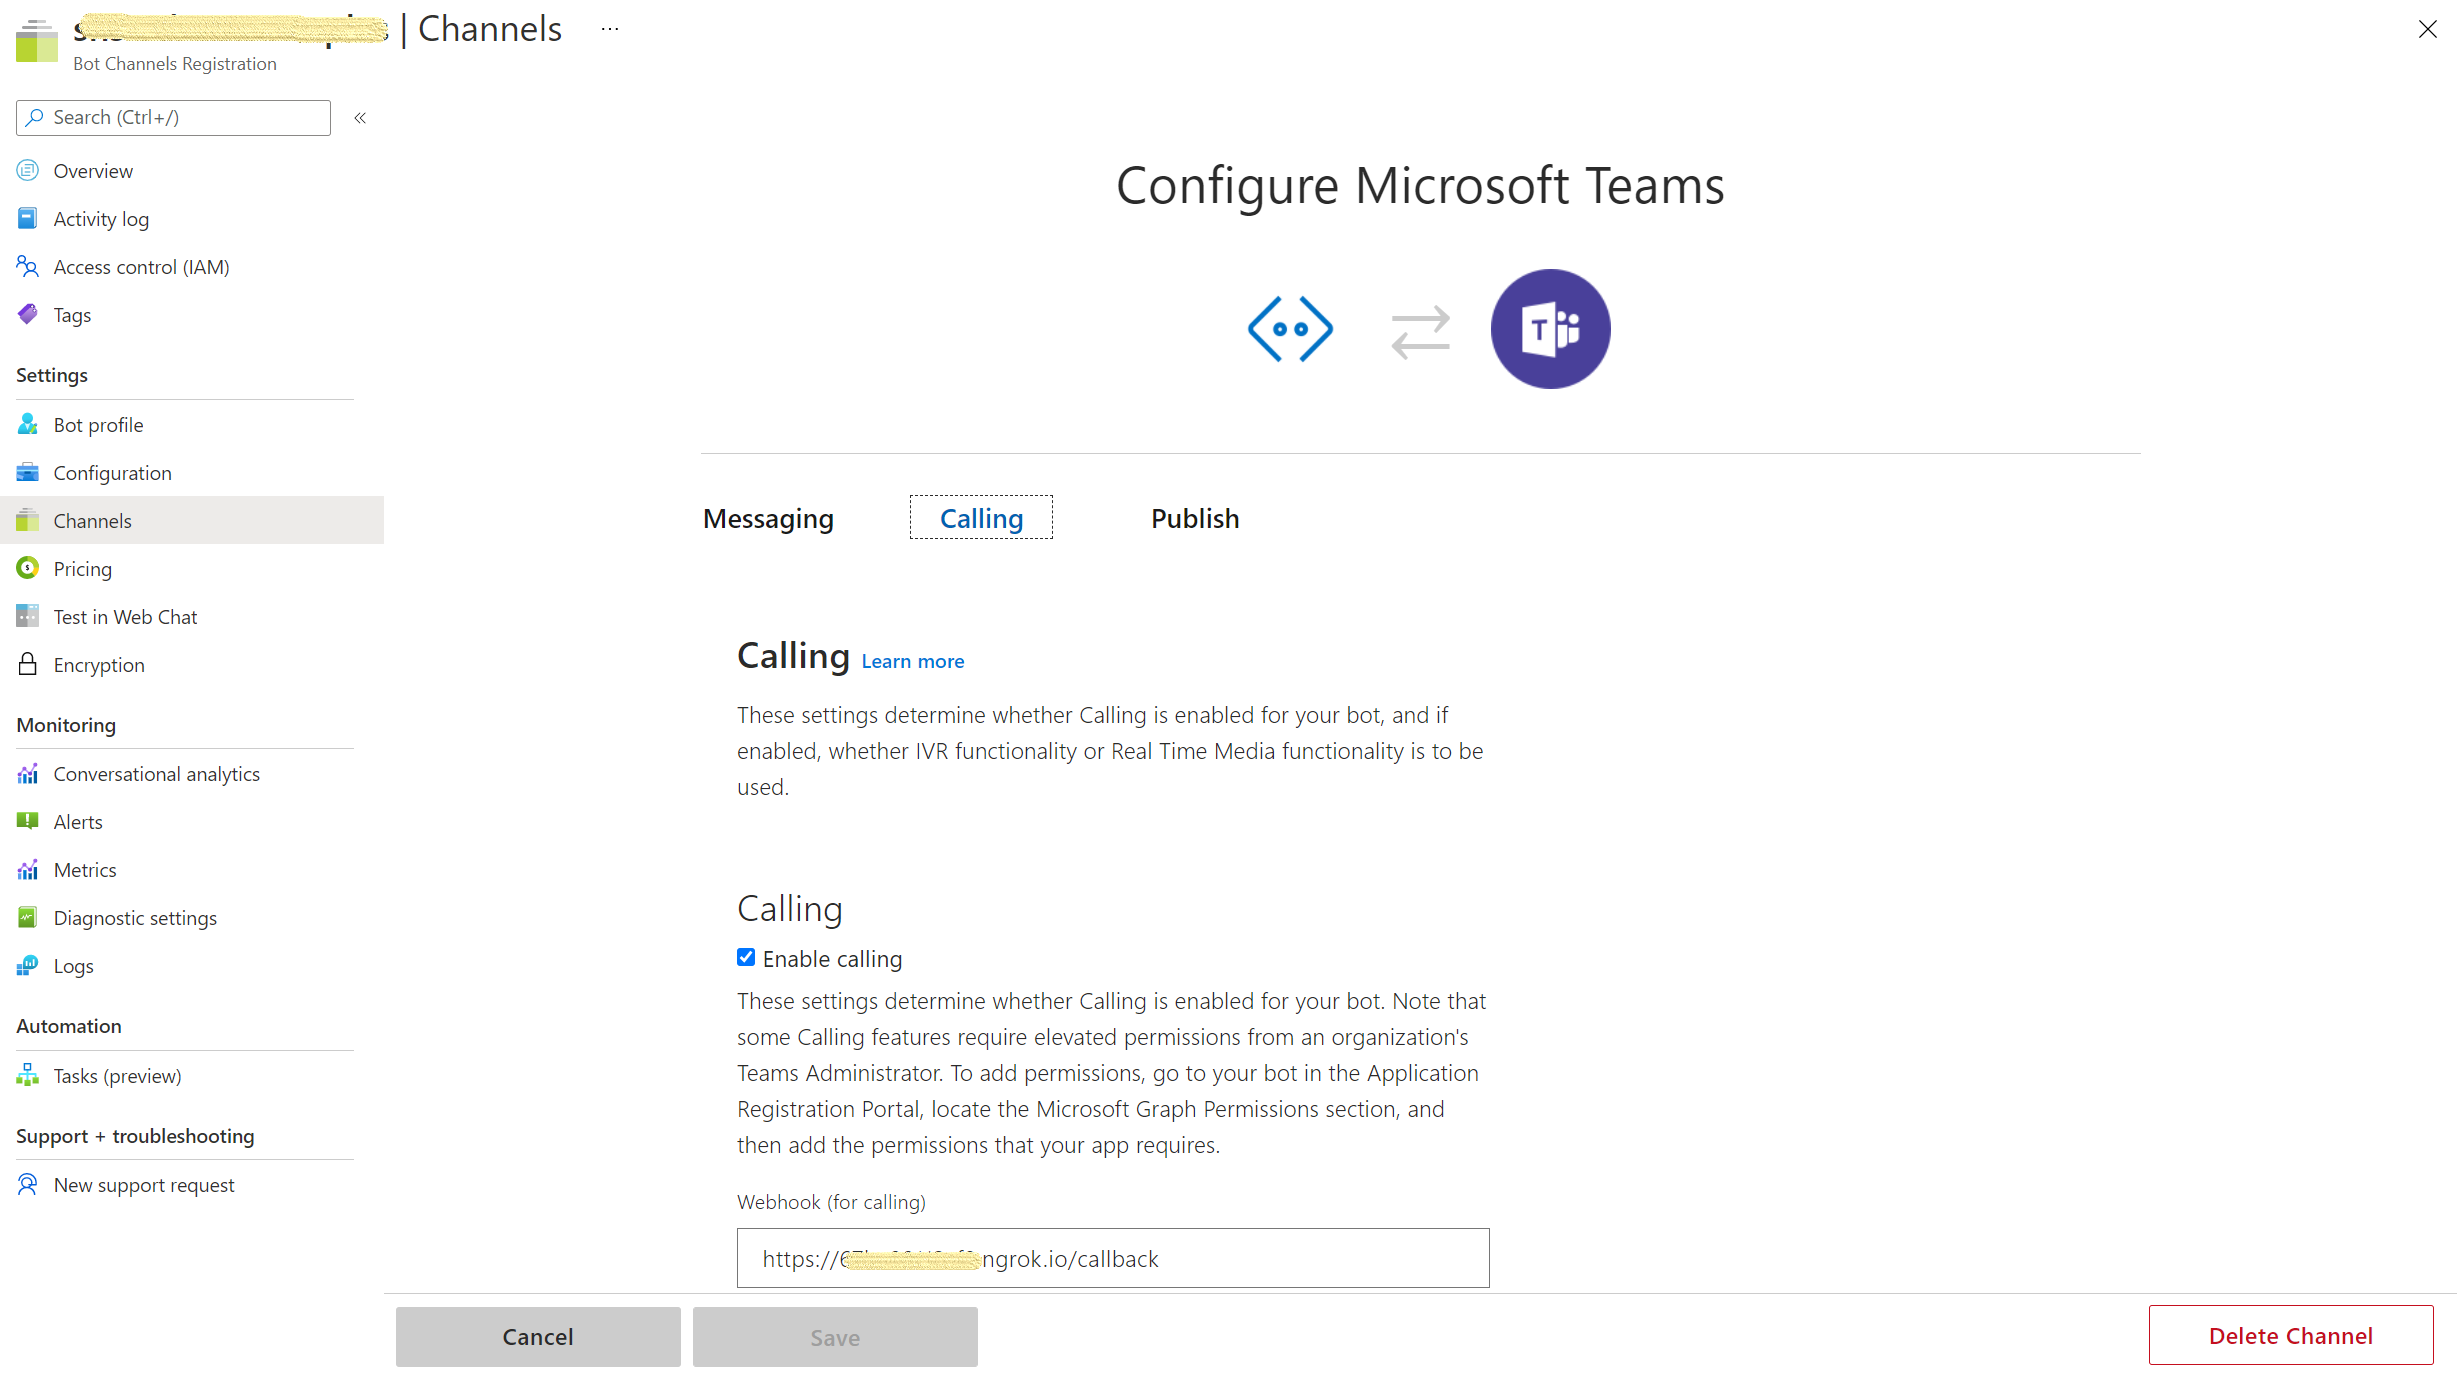 | Channels ...
Bot Channels Registration
Search (Ctrl+/)
«
Overview
Activity log
Access control (IAM)
Tags
Settings
Bot profile
Configuration
Channels
Pricing
Test in Web Chat
Encryption
Monitoring
Conversational analytics
Alerts
Metrics
Diagnostic settings
Logs
Automation
Tasks (preview)
Support + troubleshooting
New support request
Configure Microsoft Teams
T
Messaging Calling Publish
Calling Learn more
These settings determine whether Calling is enabled for your bot, and if
enabled, whether IVR functionality or Real Time Media functionality is to be
used.
Calling
Enable calling
These settings determine whether Calling is enabled for your bot. Note that
some Calling features require elevated permissions from an organization's
Teams Administrator. To add permissions, go to your bot in the Application
Registration Portal, locate the Microsoft Graph Permissions section, and
then add the permissions that your app requires.
Webhook (for calling)
https:// ngrok.io/callback
Cancel Save Delete Channel